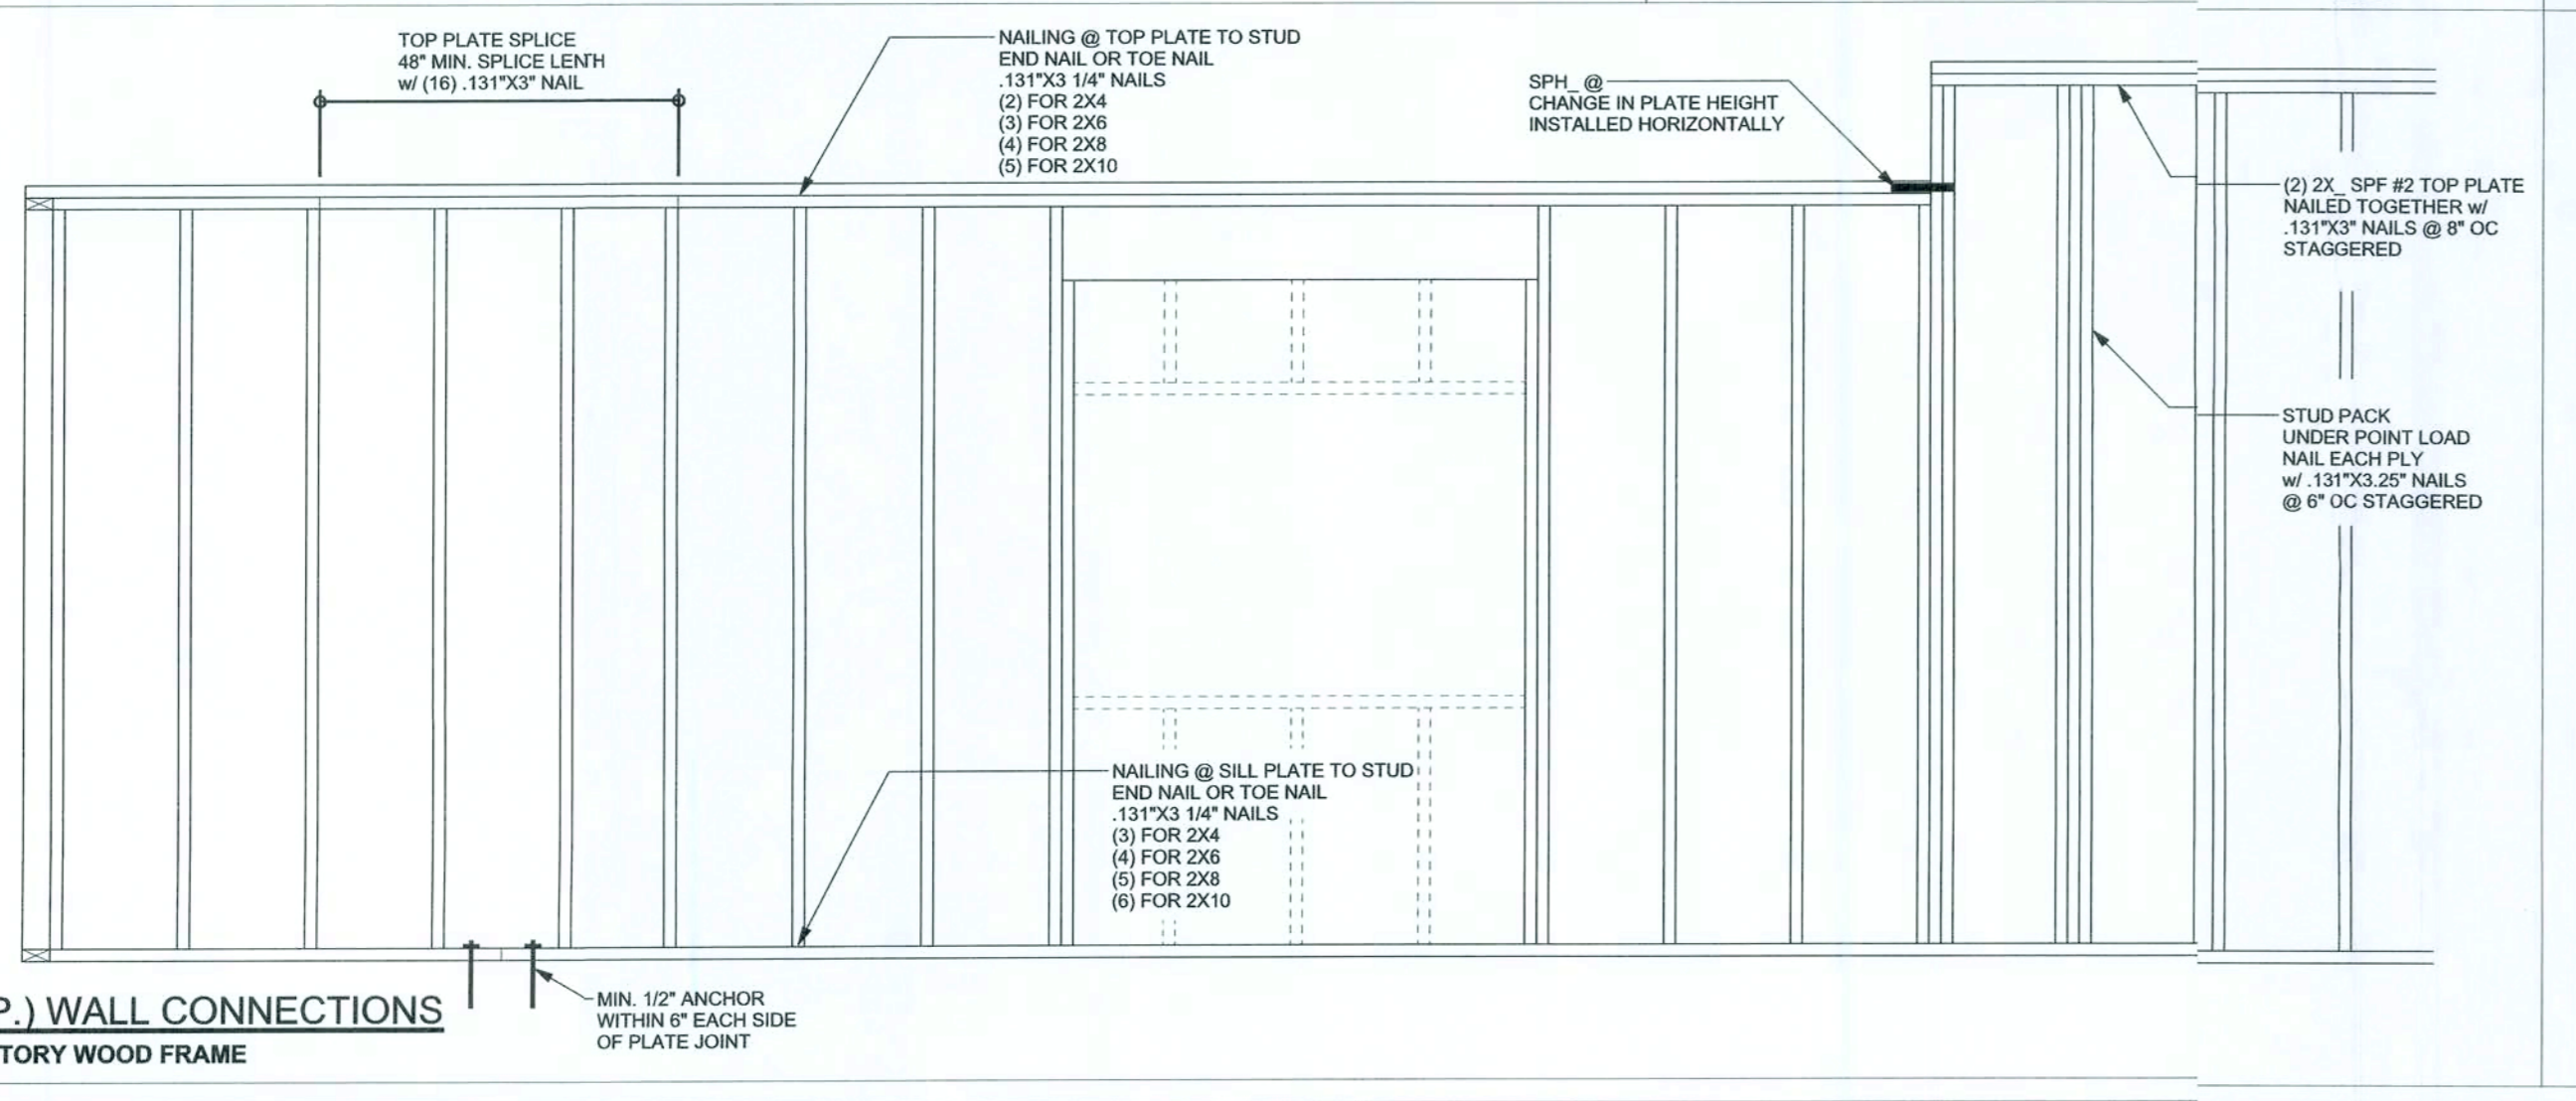 TOP PLATE SPLICE
48" MIN. SPLICE LENTH
w/ (16) .131"X3" NAIL
NAILING @ TOP PLATE TO STUD
END NAIL OR TOE NAIL
.131"X3 1/4" NAILS
(2) FOR 2X4
(3) FOR 2X6
(4) FOR 2X8
(5) FOR 2X10
SPH_ @
CHANGE IN PLATE HEIGHT
INSTALLED HORIZONTALLY
(2) 2X_ SPF #2 TOP PLATE
NAILED TOGETHER w/
.131"X3" NAILS @ 8" OC
STAGGERED
STUD PACK
UNDER POINT LOAD
NAIL EACH PLY
w/ .131"X3.25" NAILS
@ 6" OC STAGGERED
NAILING @ SILL PLATE TO STUD
END NAIL OR TOE NAIL
.131"X3 1/4" NAILS
(3) FOR 2X4
(4) FOR 2X6
(5) FOR 2X8
(6) FOR 2X10
MIN. 1/2" ANCHOR
WITHIN 6" EACH SIDE
OF PLATE JOINT
P.) WALL CONNECTIONS
TORY WOOD FRAME